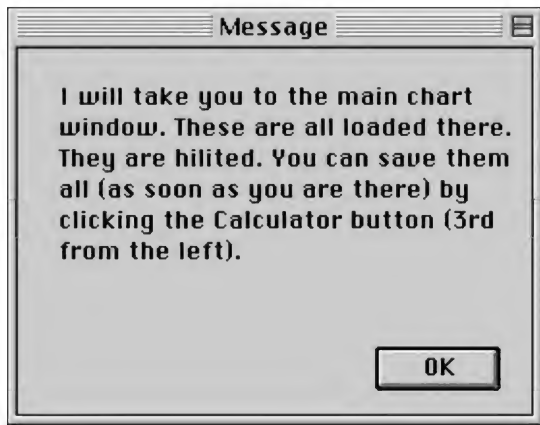 Message
I will take you to the main chart
window. These are all loaded there.
They are hilited. You can save them
all (as soon as you are there) by
clicking the Calculator button (3rd
from the left).
OK